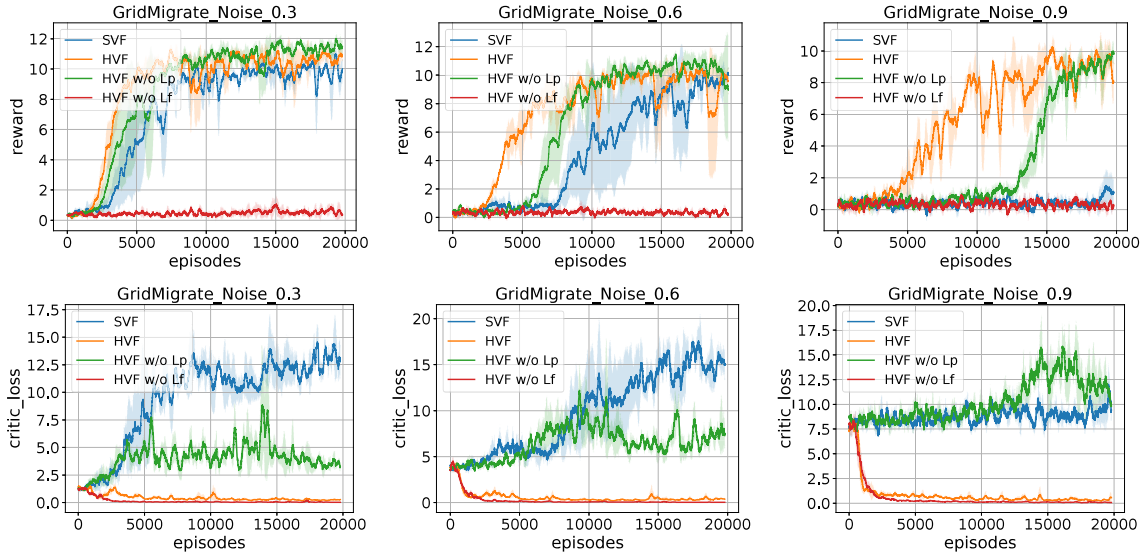 GridMigrate_Noise_0.3
reward
12
10
8
6
4
2
0
SVF
HVF
HVF w/o Lp
HVF w/o Lf
0 5000 10000 15000 20000
episodes
GridMigrate_Noise_0.6
reward
12
10
8
6
4
2
0
SVF
HVF
HVF w/o Lp
HVF w/o Lf
0 5000 10000 15000 20000
episodes
GridMigrate_Noise_0.9
reward
10
8
6
4
2
0
SVF
HVF
HVF w/o Lp
HVF w/o Lf
0 5000 10000 15000 20000
episodes
GridMigrate_Noise_0.3
critic_loss
17.5
15.0
12.5
10.0
7.5
5.0
2.5
0.0
SVF
HVF
HVF w/o Lp
HVF w/o Lf
0 5000 10000 15000 20000
episodes
GridMigrate_Noise_0.6
critic_loss
20
15
10
5
0
SVF
HVF
HVF w/o Lp
HVF w/o Lf
0 5000 10000 15000 20000
episodes
GridMigrate_Noise_0.9
critic_loss
20.0
17.5
15.0
12.5
10.0
7.5
5.0
2.5
0.0
SVF
HVF
HVF w/o Lp
HVF w/o Lf
0 5000 10000 15000 20000
episodes